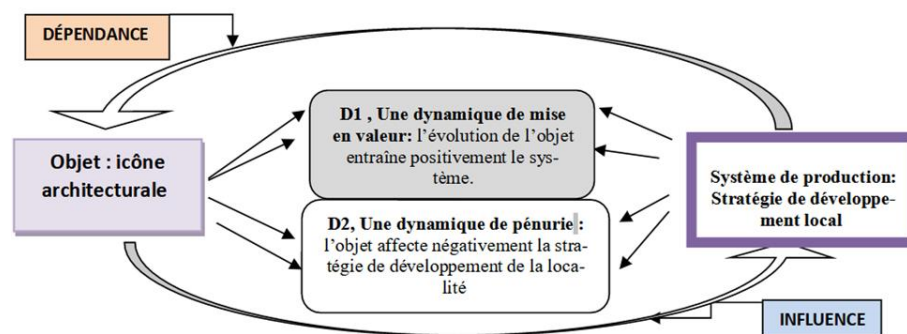 DÉPENDANCE
D1 , Une dynamique de mise
en valeur: l’évolution de l’objet
entraîne positivement le sys-
tème.
Objet : icône
architecturale
Système de production:
Stratégie de développe-
ment local
D2, Une dynamique de pénurie :
l’objet affecte négativement la stra-
tégie de développement de la loca-
lité
INFLUENCE